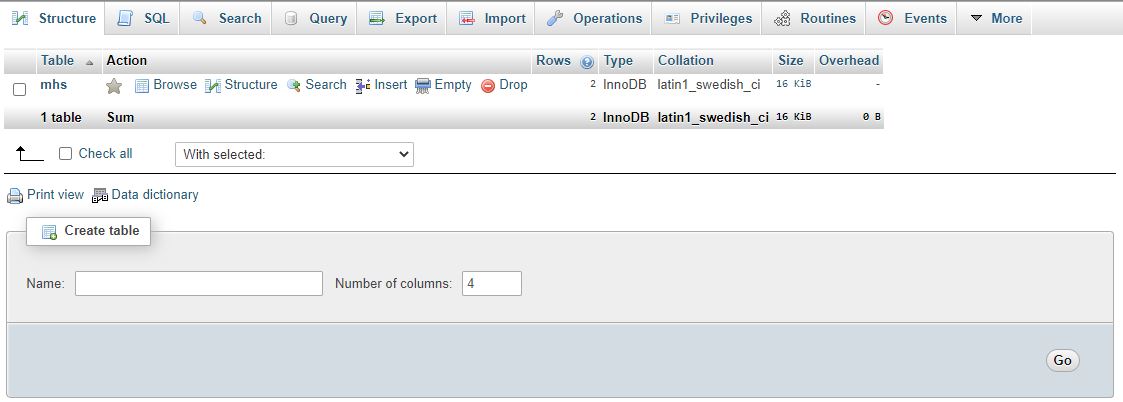 Structure SQL Search Query Export Import Operations Privileges Routines Events More
Table Action Rows Type Collation Size Overhead
mhs Browse Structure Search Insert Empty Drop 2 InnoDB latin1_swedish_ci 16 KiB -
1 table Sum 2 InnoDB latin1_swedish_ci 16 KiB 0 B
Check all With selected:
Print view Data dictionary
Create table
Name: Number of columns: 4
Go